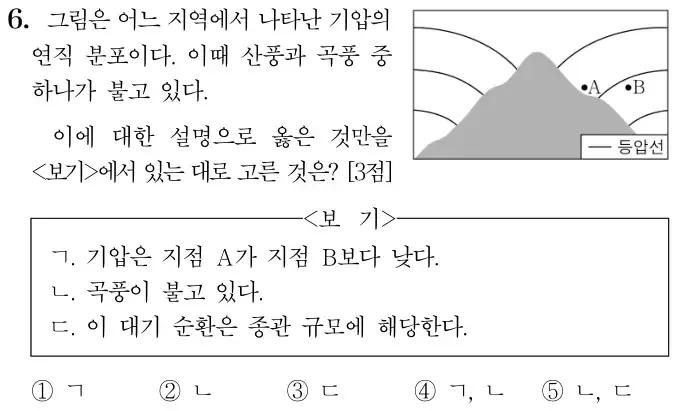 6. 그림은 어느 지역에서 나타난 기압의
연직 분포이다. 이때 산풍과 곡풍 중
하나가 불고 있다.
이에 대한 설명으로 옳은 것만을
<보기>에서 있는 대로 고른 것은? [3점]
A
B
등압선
<보 기>
ㄱ. 기압은 지점 A가 지점 B보다 낮다.
ㄴ. 곡풍이 불고 있다.
ㄷ. 이 대기 순환은 종관 규모에 해당한다.
① ㄱ ② ㄴ ③ ㄷ ④ ㄱ, ㄴ ⑤ ㄴ, ㄷ